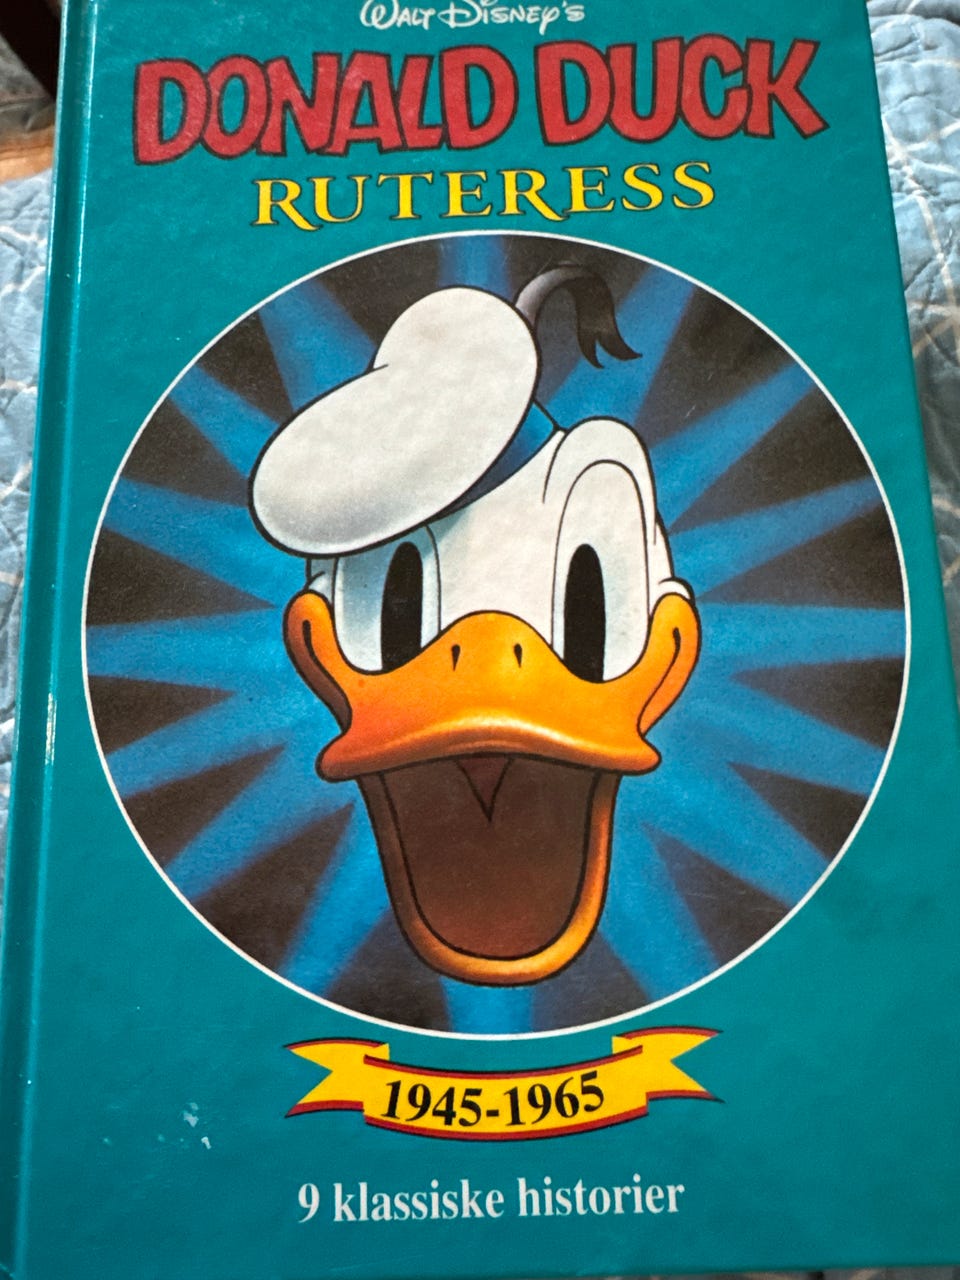 WALT DISNEY'S
DONALD DUCK
RUTERESS
1945-1965
9 klassiske historier